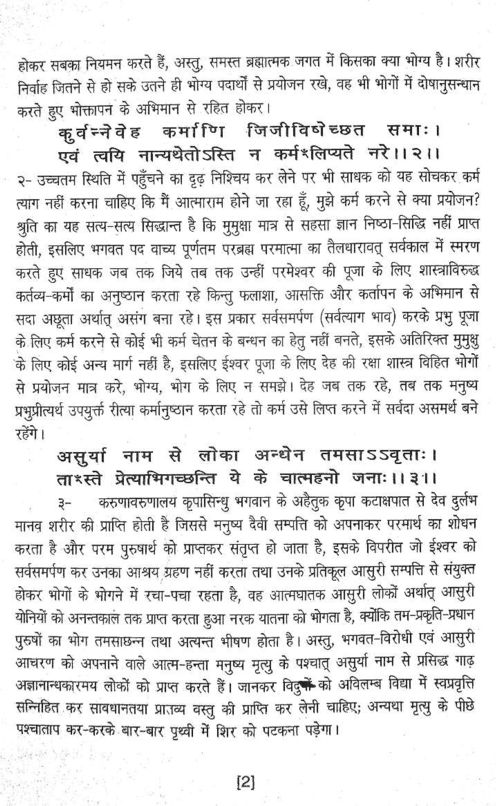 होकर सबका नियमन करते हैं, अस्तु, समस्त ब्रह्मात्मक जगत में किसका क्या भोग्य है। शरीर
निर्वाह जितने से हो सके उतने ही भोग्य पदार्थों से प्रयोजन रखे, वह भी भोगों में दोषानुसन्धान
करते हुए भोक्तापन के अभिमान से रहित होकर।
कुर्वन्नेवेह कर्माणि जिजीविषेच्छत समाः।
एवं त्वयि नान्यथेतोऽस्ति न कर्म लिप्यते नरे।।२।।
२- उच्चतम स्थिति में पहुँचने का दृढ़ निश्चिय कर लेने पर भी साधक को यह सोचकर कर्म
त्याग नहीं करना चाहिए कि मैं आत्माराम होने जा रहा हूँ, मुझे कर्म करने से क्या प्रयोजन?
श्रुति का यह सत्य-सत्य सिद्धान्त है कि मुमुक्षा मात्र से सहसा ज्ञान निष्ठा-सिद्धि नहीं प्राप्त
होती, इसलिए भगवत पद वाच्य पूर्णतम परब्रह्म परमात्मा का तैलधारावत् सर्वकाल में स्मरण
करते हुए साधक जब तक जिये तब तक उन्हीं परमेश्वर की पूजा के लिए शास्त्राविरुद्ध
कर्तव्य-कर्मों का अनुष्ठान करता रहे किन्तु फलाशा, आसक्ति और कर्तापन के अभिमान से
सदा अछूता अर्थात् असंग बना रहे। इस प्रकार सर्वसमर्पण (सर्वत्याग भाव) करके प्रभु पूजा
के लिए कर्म करने से कोई भी कर्म चेतन के बन्धन का हेतु नहीं बनते, इसके अतिरिक्त मुमुक्षु
के लिए कोई अन्य मार्ग नहीं है, इसलिए ईश्वर पूजा के लिए देह की रक्षा शास्त्र विहित भोगों
से प्रयोजन मात्र करे, भोग्य, भोग के लिए न समझे। देह जब तक रहे, तब तक मनुष्य
प्रभुप्रीत्यर्थ उपर्युक्त रीत्या कर्मानुष्ठान करता रहे तो कर्म उसे लिप्त करने में सर्वदा असमर्थ बने
रहेंगे।
असुर्या नाम से लोका अन्धेन तमसाऽऽवृताः।
प्रेत्याभिगच्छन्ति ये के चात्महनो जनाः।।३।।
३- करुणावरुणालय कृपासिन्धु भगवान के अहैतुक कृपा कटाक्षपात से देव दुर्लभ
मानव शरीर की प्राप्ति होती है जिससे मनुष्य दैवी सम्पति को अपनाकर परमार्थ का शोधन
करता है और परम पुरुषार्थ को प्राप्तकर संतृप्त हो जाता है, इसके विपरीत जो ईश्वर को
सर्वसमर्पण कर उनका आश्रय ग्रहण नहीं करता तथा उनके प्रतिकूल आसुरी सम्पत्ति से संयुक्त
होकर भोगों के भोगने में रचा-पचा रहता है, वह आत्मघातक आसुरी लोकों अर्थात् आसुरी
योनियों को अनन्तकाल तक प्राप्त करता हुआ नरक यातना को भोगता है, क्योंकि तम-प्रकृति-प्रधान
पुरुषों का भोग तमसाछन्न तथा अत्यन्त भीषण होता है। अस्तु, भगवत-विरोधी एवं आसुरी
आचरण को अपनाने वाले आत्म-हन्ता मनुष्य मृत्यु के पश्चात् असुर्या नाम से प्रसिद्ध गाढ़
अज्ञानान्धकारमय लोकों को प्राप्त करते हैं। जानकर को अविलम्ब विद्या में स्वप्रवृत्ति
सन्निहित कर सावधानतया प्राप्तव्य वस्तु की प्राप्ति कर लेनी चाहिए; अन्यथा मृत्यु के पीछे
पश्चाताप कर-करके बार-बार पृथ्वी में शिर को पटकना पड़ेगा।
[2]